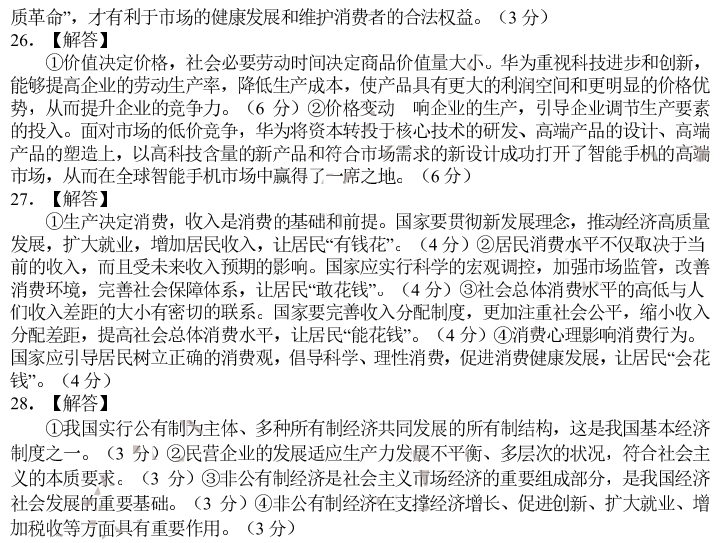 质革命”，才有利于市场的健康发展和维护消费者的合法权益。（3 分）
26．【解答】
①价值决定价格，社会必要劳动时间决定商品价值量大小。华为重视科技进步和创新，
能够提高企业的劳动生产率，降低生产成本，使产品具有更大的利润空间和更明显的价格优
势，从而提升企业的竞争力。（6 分）②价格变动 响企业的生产，引导企业调节生产要素
的投入。面对市场的低价竞争，华为将资本转投于核心技术的研发、高端产品的设计、高端
产品的塑造上，以高科技含量的新产品和符合市场需求的新设计成功打开了智能手机的高端
市场，从而在全球智能手机市场中赢得了一席之地。（6 分）
27．【解答】
①生产决定消费，收入是消费的基础和前提。国家要贯彻新发展理念，推动经济高质量
发展，扩大就业，增加居民收入，让居民“有钱花”。（4 分）②居民消费水平不仅取决于当
前的收入，而且受未来收入预期的影响。国家应实行科学的宏观调控，加强市场监管，改善
消费环境，完善社会保障体系，让居民“敢花钱”。（4 分）③社会总体消费水平的高低与人
们收入差距的大小有密切的联系。国家要完善收入分配制度，更加注重社会公平，缩小收入
分配差距，提高社会总体消费水平，让居民“能花钱”。（4 分）④消费心理影响消费行为。
国家应引导居民树立正确的消费观，倡导科学、理性消费，促进消费健康发展，让居民“会花
钱”。（4 分）
28．【解答】
①我国实行公有制为主体、多种所有制经济共同发展的所有制结构，这是我国基本经济
制度之一。（3 分）②民营企业的发展适应生产力发展不平衡、多层次的状况，符合社会主
义的本质要求。（3 分）③非公有制经济是社会主义市场经济的重要组成部分，是我国经济
社会发展的重要基础。（3 分）④非公有制经济在支撑经济增长、促进创新、扩大就业、增
加税收等方面具有重要作用。（3 分）